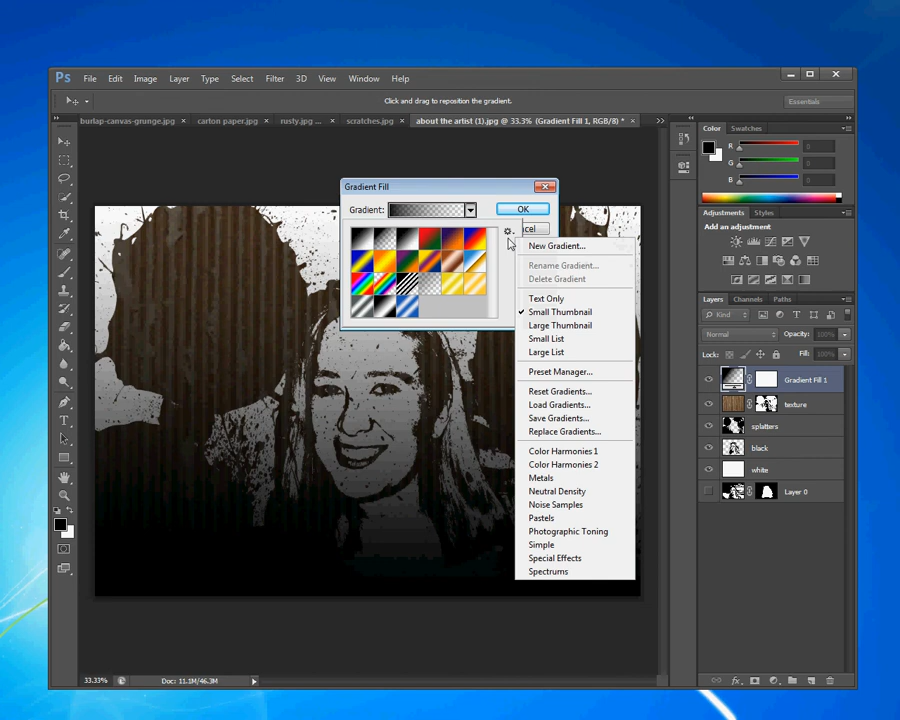 Ps File Edit Image Layer Type Select Filter 3D View Window Help
Click and drag to reposition the gradient.
Essentials
burlap-canvas-grunge.jpg × carton paper.jpg × rusty.jpg ... × scratches.jpg × about the artist (1).jpg @ 33.3% (Gradient Fill 1, RGB/8) * ×
Gradient Fill
Gradient:
OK
cel
New Gradient...
Rename Gradient...
Delete Gradient
Text Only
Small Thumbnail
Large Thumbnail
Small List
Large List
Preset Manager...
Reset Gradients...
Load Gradients...
Save Gradients...
Replace Gradients...
Color Harmonies 1
Color Harmonies 2
Metals
Neutral Density
Noise Samples
Pastels
Photographic Toning
Simple
Special Effects
Spectrums
Color Swatches
R 0
G 0
B 0
Adjustments Styles
Add an adjustment
Layers Channels Paths
Kind
Normal Opacity: 100%
Lock: Fill: 100%
Gradient Fill 1
texture
splatters
black
white
Layer 0
33.33% Doc: 11.1M/46.3M